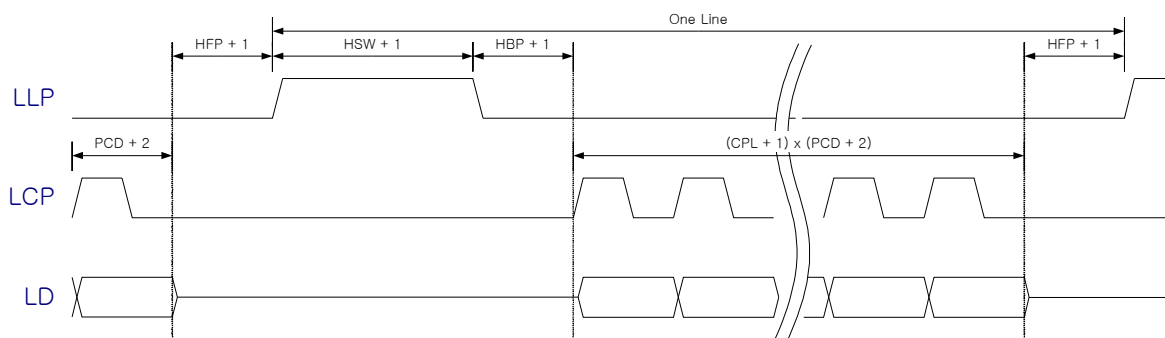 One Line
HFP + 1
HSW + 1
HBP + 1
HFP + 1
LLP
PCD + 2
(CPL + 1) x (PCD + 2)
LCP
LD